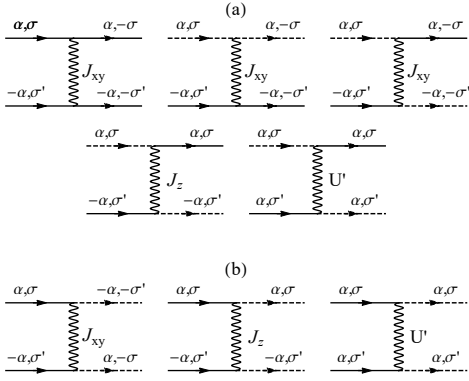 (a)
α,σ α,-σ α,σ α,-σ α,σ α,-σ
J_xy J_xy J_xy
-α,σ' -α,-σ' -α,σ' -α,-σ' -α,σ' -α,-σ'
α,σ α,σ α,σ α,σ
J_z U'
-α,σ' -α,σ' α,σ' α,σ'
(b)
α,σ -α,-σ' α,σ α,σ α,σ α,σ
J_xy J_z U'
-α,σ' α,-σ -α,σ' -α,σ' α,σ' α,σ'